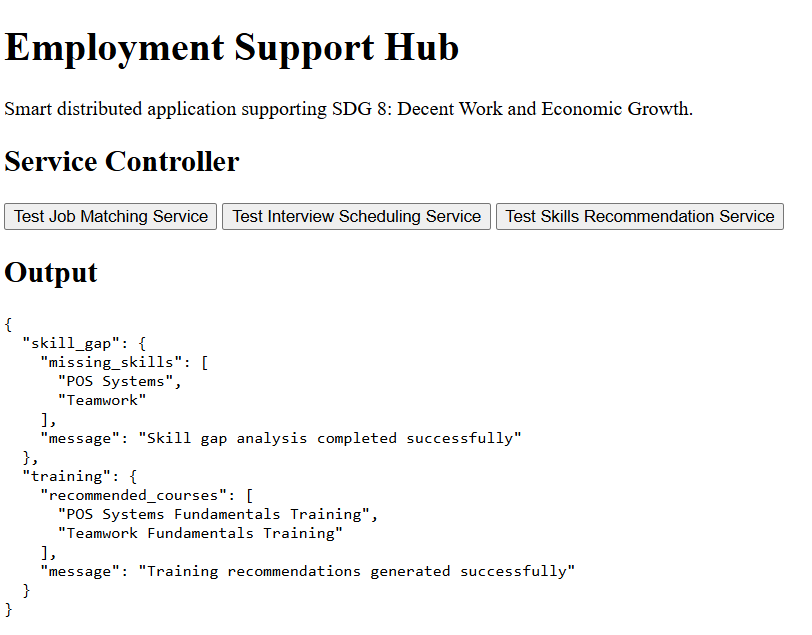 Employment Support Hub
Smart distributed application supporting SDG 8: Decent Work and Economic Growth.
Service Controller
Test Job Matching Service Test Interview Scheduling Service Test Skills Recommendation Service
Output
{
  "skill_gap": {
    "missing_skills": [
      "POS Systems",
      "Teamwork"
    ],
    "message": "Skill gap analysis completed successfully"
  },
  "training": {
    "recommended_courses": [
      "POS Systems Fundamentals Training",
      "Teamwork Fundamentals Training"
    ],
    "message": "Training recommendations generated successfully"
  }
}